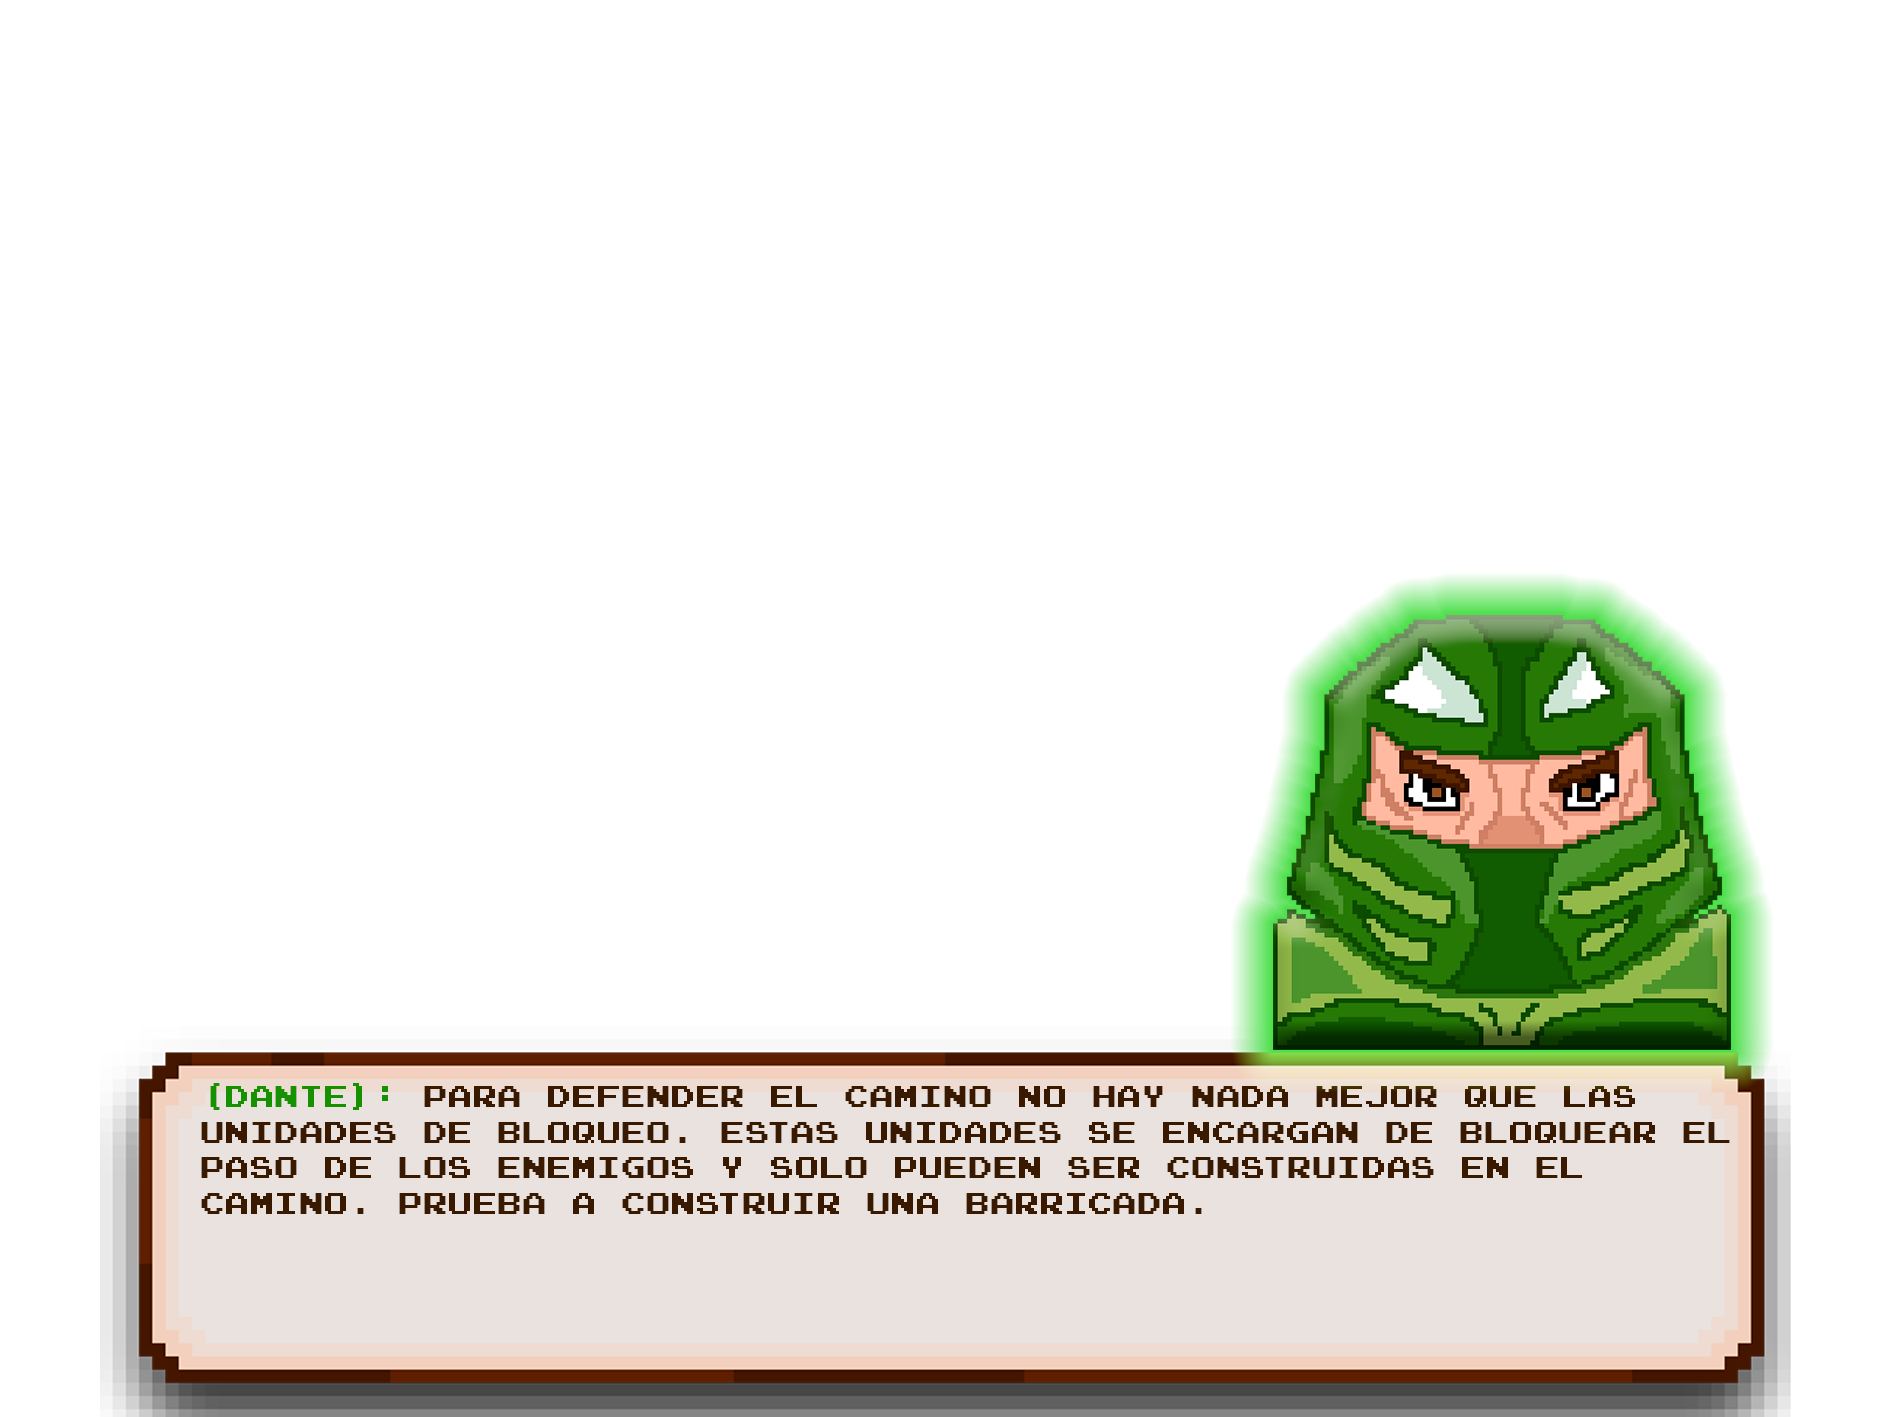 (DANTE): PARA DEFENDER EL CAMINO NO HAY NADA MEJOR QUE LAS
UNIDADES DE BLOQUEO. ESTAS UNIDADES SE ENCARGAN DE BLOQUEAR EL
PASO DE LOS ENEMIGOS Y SOLO PUEDEN SER CONSTRUIDAS EN EL
CAMINO. PRUEBA A CONSTRUIR UNA BARRICADA.